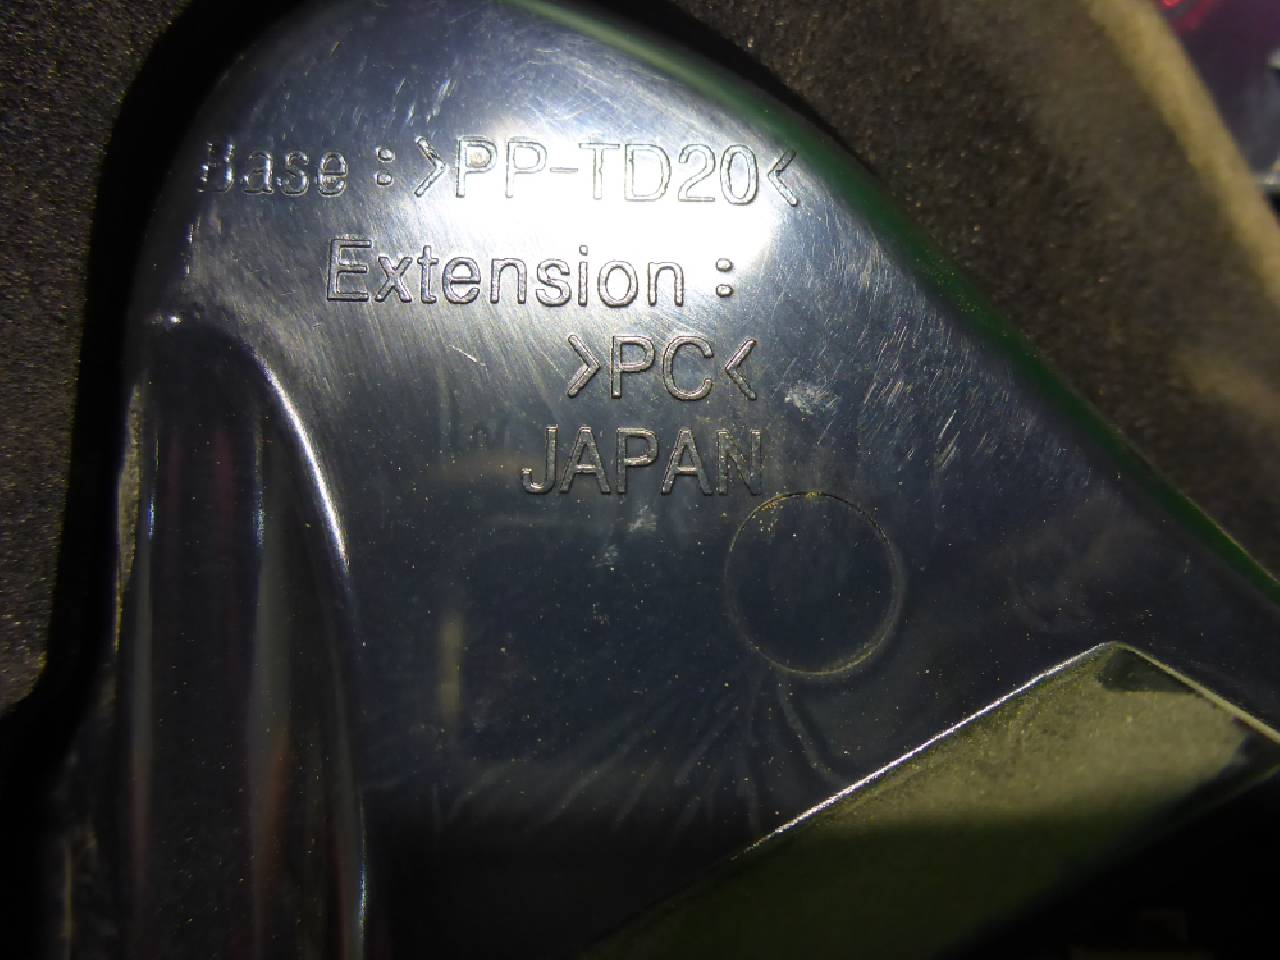 Base : >PP-TD20<
Extension :
>PC<
JAPAN